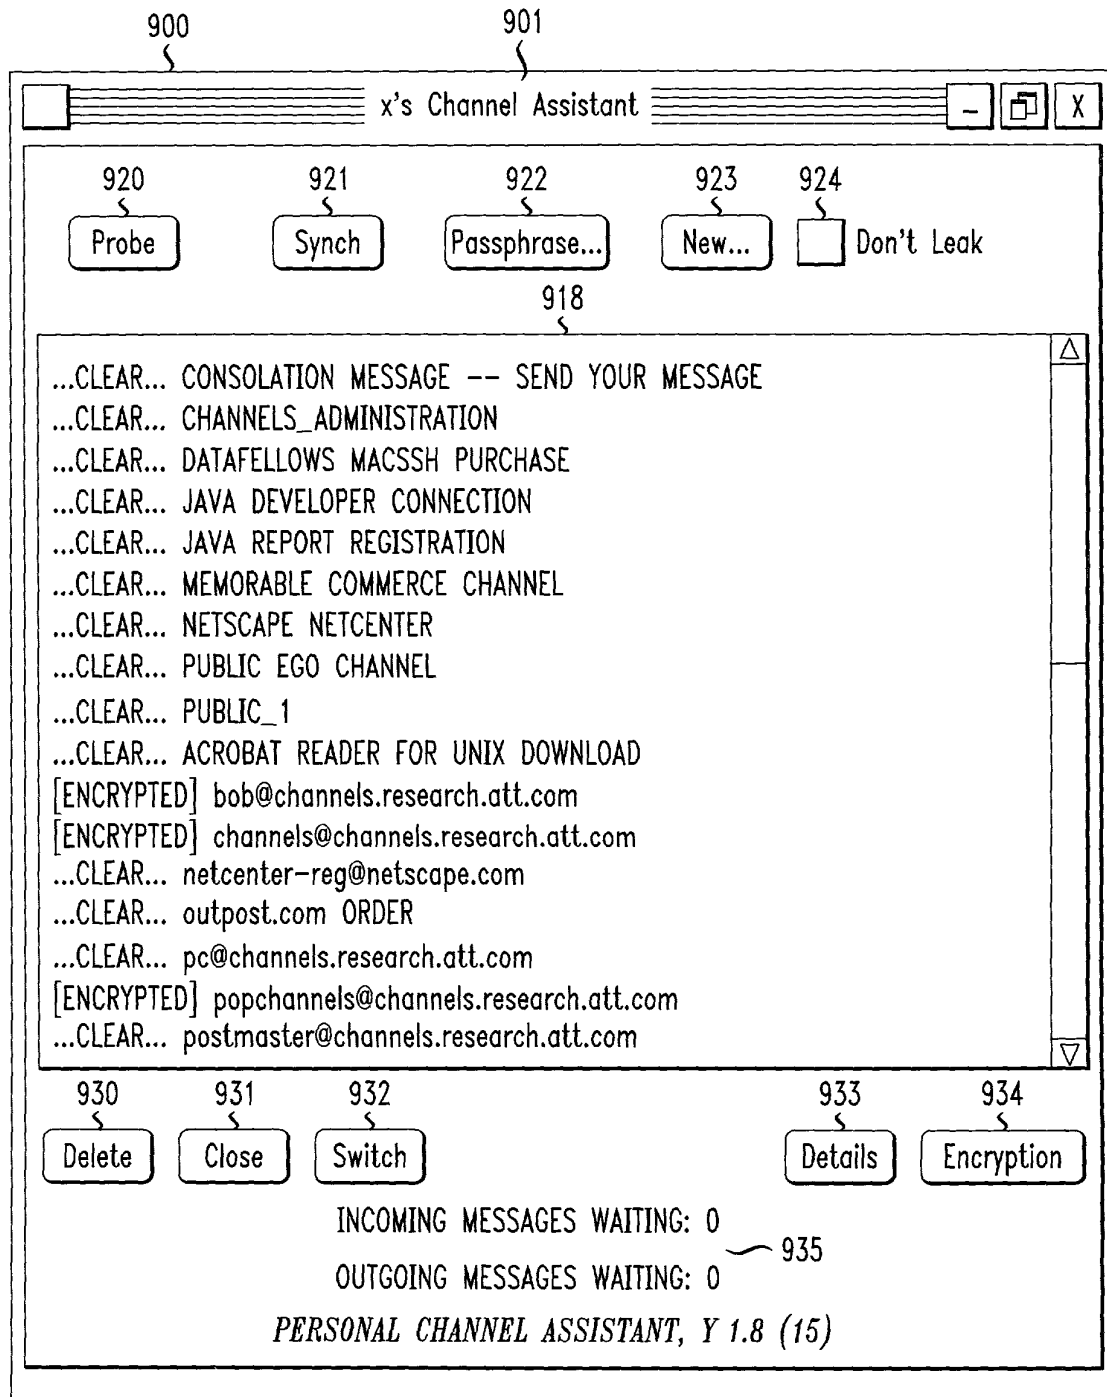 900 901
x's Channel Assistant – X
920 921 922 923 924
Probe Synch Passphrase... New... Don't Leak
918
...CLEAR... CONSOLATION MESSAGE -- SEND YOUR MESSAGE
...CLEAR... CHANNELS_ADMINISTRATION
...CLEAR... DATAFELLOWS MACSSH PURCHASE
...CLEAR... JAVA DEVELOPER CONNECTION
...CLEAR... JAVA REPORT REGISTRATION
...CLEAR... MEMORABLE COMMERCE CHANNEL
...CLEAR... NETSCAPE NETCENTER
...CLEAR... PUBLIC EGO CHANNEL
...CLEAR... PUBLIC_1
...CLEAR... ACROBAT READER FOR UNIX DOWNLOAD
[ENCRYPTED] bob@channels.research.att.com
[ENCRYPTED] channels@channels.research.att.com
...CLEAR... netcenter-reg@netscape.com
...CLEAR... outpost.com ORDER
...CLEAR... pc@channels.research.att.com
[ENCRYPTED] popchannels@channels.research.att.com
...CLEAR... postmaster@channels.research.att.com
930 931 932 933 934
Delete Close Switch Details Encryption
INCOMING MESSAGES WAITING: 0
935
OUTGOING MESSAGES WAITING: 0
PERSONAL CHANNEL ASSISTANT, Y 1.8 (15)